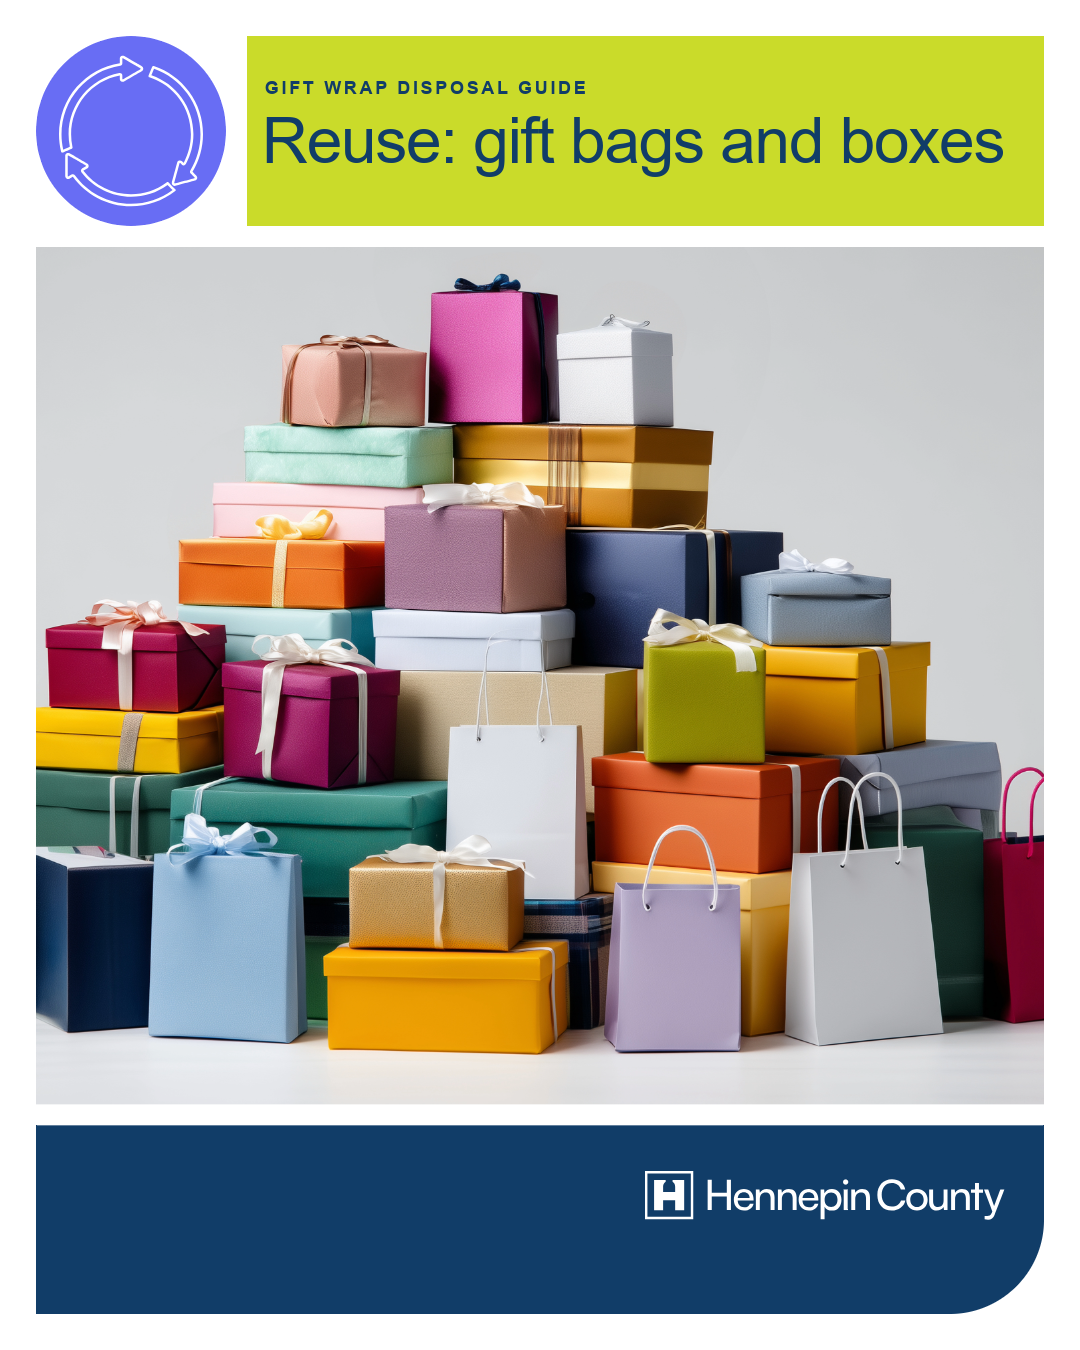 GIFT WRAP DISPOSAL GUIDE
Reuse: gift bags and boxes
H Hennepin County